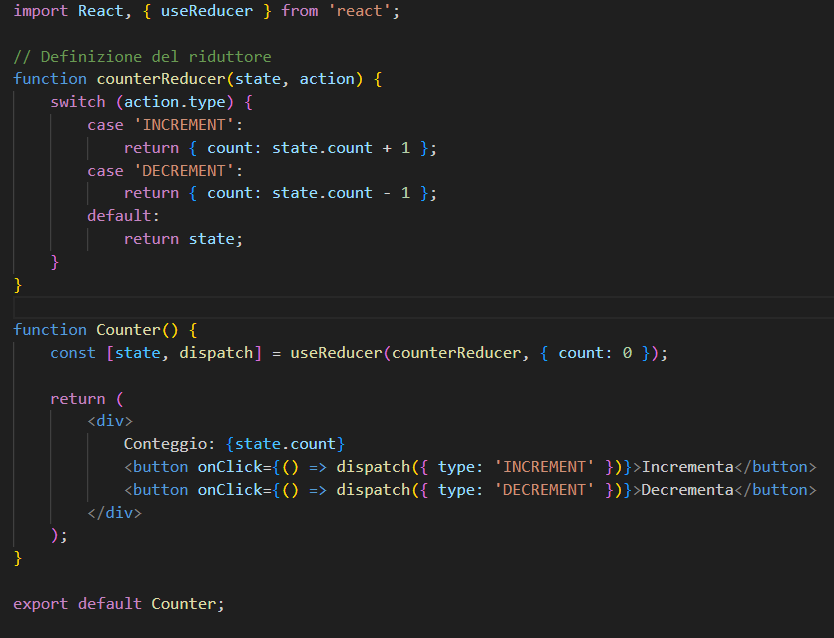 import React, { useReducer } from 'react';
// Definizione del riduttore
function counterReducer(state, action) {
switch (action.type) {
case 'INCREMENT':
return { count: state.count + 1 };
case 'DECREMENT':
return { count: state.count - 1 };
default:
return state;
}
}
function Counter() {
const [state, dispatch] = useReducer(counterReducer, { count: 0 });
return (
<div>
Conteggio: {state.count}
<button onClick={() => dispatch({ type: 'INCREMENT' })}>Incrementa</button>
<button onClick={() => dispatch({ type: 'DECREMENT' })}>Decrementa</button>
</div>
);
}
export default Counter;